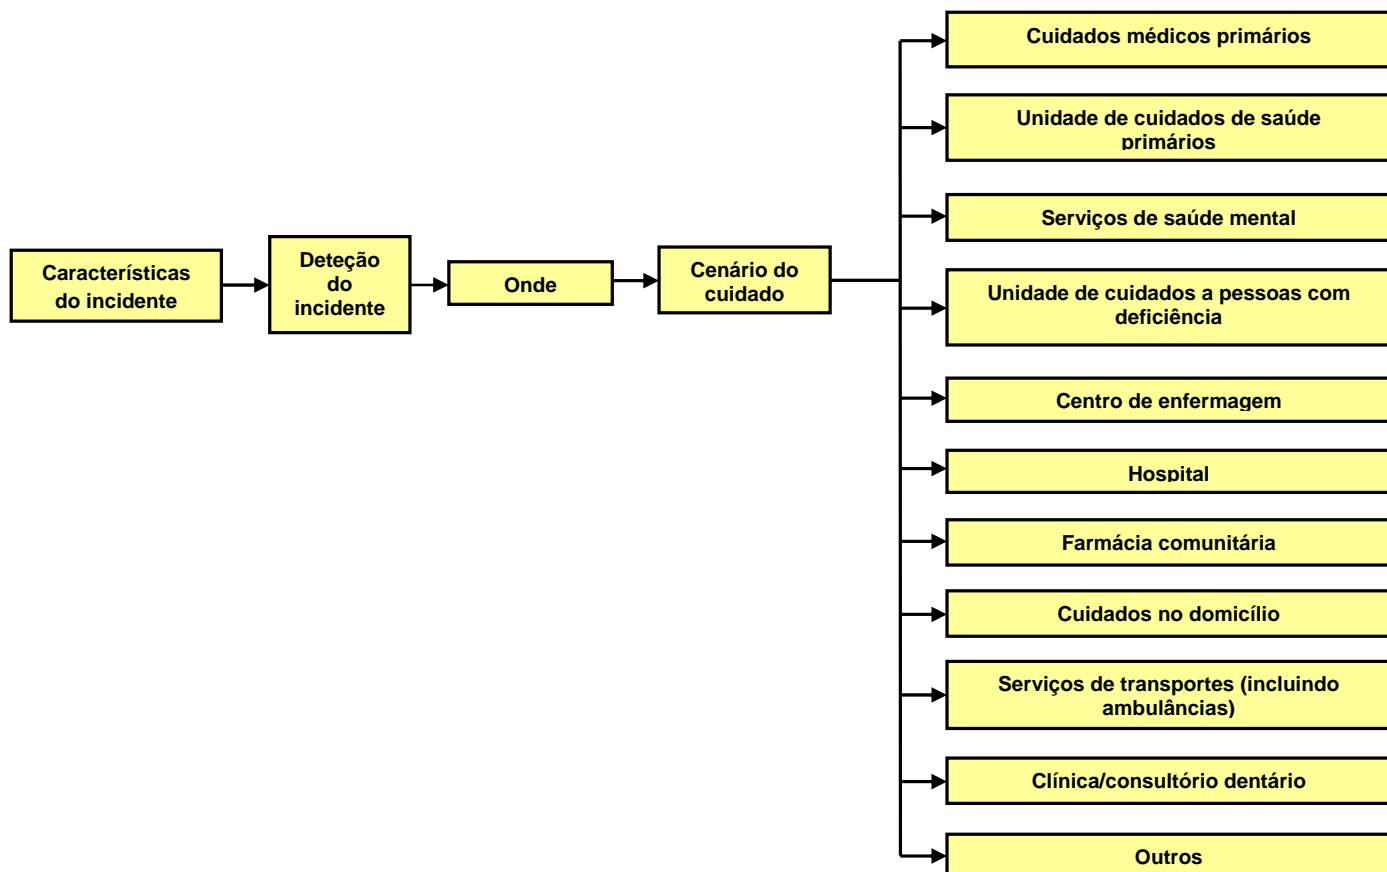 Cuidados médicos primários
Unidade de cuidados de saúde
primários
Serviços de saúde mental
Características
do incidente
Deteção
do
incidente
Onde
Cenário do
cuidado
Unidade de cuidados a pessoas com
deficiência
Centro de enfermagem
Hospital
Farmácia comunitária
Cuidados no domicílio
Serviços de transportes (incluindo
ambulâncias)
Clínica/consultório dentário
Outros